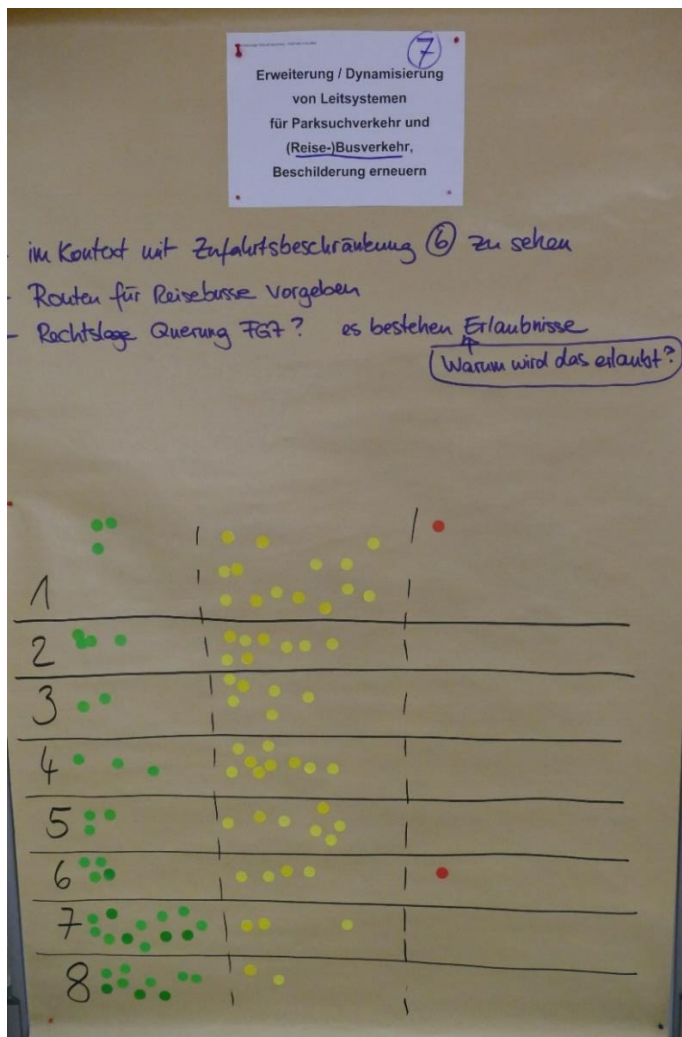 7
Erweiterung / Dynamisierung
von Leitsystemen
für Parksuchverkehr und
(Reise-)Busverkehr,
Beschilderung erneuern
im Kontext mit Zufahrtsbeschränkung 6 zu sehen
- Routen für Reisebusse vorgeben
- Rechtslage Querung FGZ? es bestehen Erlaubnisse
Warum wird das erlaubt?
1
2
3
4
5
6
7
8